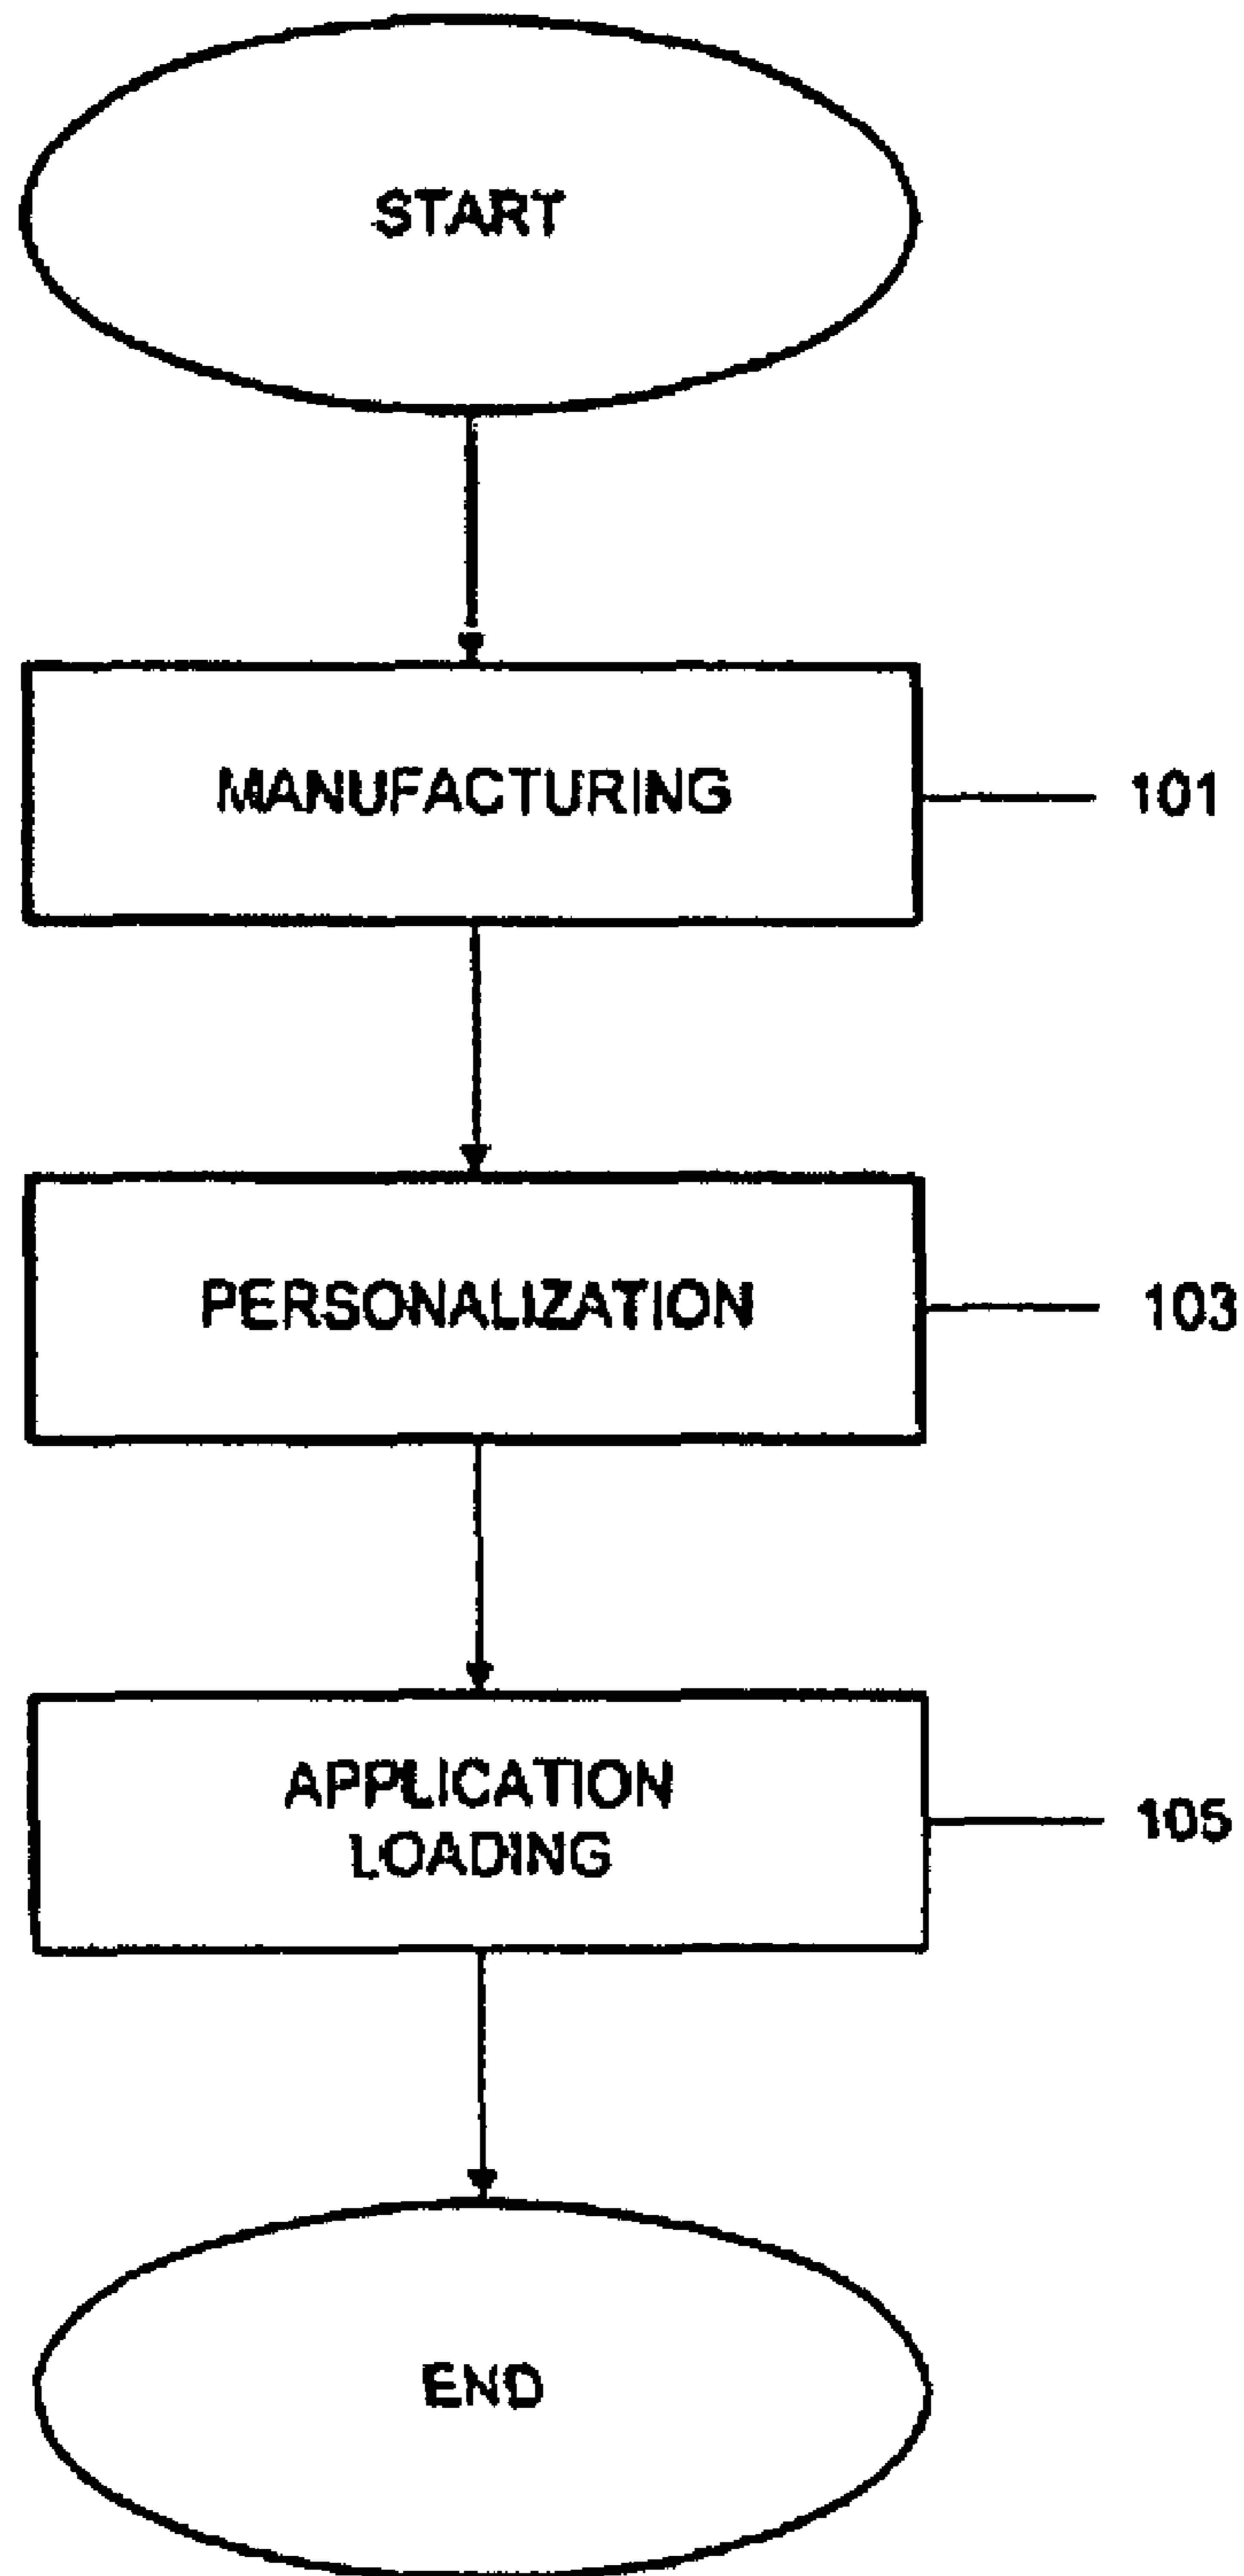 START
MANUFACTURING
101
PERSONALIZATION
103
APPLICATION
LOADING
105
END